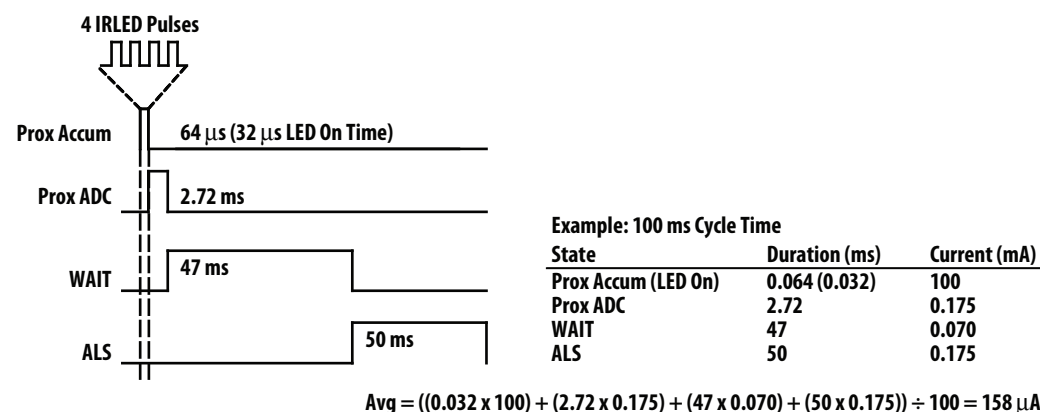 4 IRLED Pulses
Prox Accum
64 μs (32 μs LED On Time)
Prox ADC
2.72 ms
WAIT
47 ms
ALS
50 ms
Example: 100 ms Cycle Time
State Duration (ms) Current (mA)
Prox Accum (LED On) 0.064 (0.032) 100
Prox ADC 2.72 0.175
WAIT 47 0.070
ALS 50 0.175
Avg = ((0.032 x 100) + (2.72 x 0.175) + (47 x 0.070) + (50 x 0.175)) ÷ 100 = 158 μA